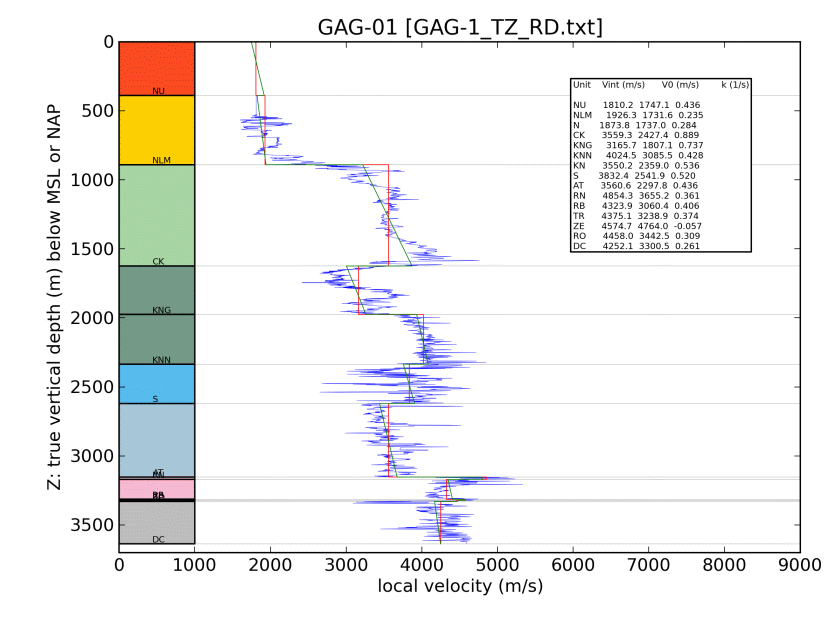 GAG-01 [GAG-1_TZ_RD.txt]
Z: true vertical depth (m) below MSL or NAP
0
500
1000
1500
2000
2500
3000
3500
NU
NLM
CK
KNG
KNN
S
AT
DC
Unit Vint (m/s) V0 (m/s) k (1/s)
NU 1810.2 1747.1 0.436
NLM 1926.3 1731.6 0.235
N 1873.8 1737.0 0.284
CK 3559.3 2427.4 0.889
KNG 3165.7 1807.1 0.737
KNN 4024.5 3085.5 0.428
KN 3550.2 2359.0 0.536
S 3832.4 2541.9 0.520
AT 3560.6 2297.8 0.436
RN 4854.3 3655.2 0.361
RB 4323.9 3060.4 0.406
TR 4375.1 3238.9 0.374
ZE 4574.7 4764.0 -0.057
RO 4458.0 3442.5 0.309
DC 4252.1 3300.5 0.261
0 1000 2000 3000 4000 5000 6000 7000 8000 9000
local velocity (m/s)